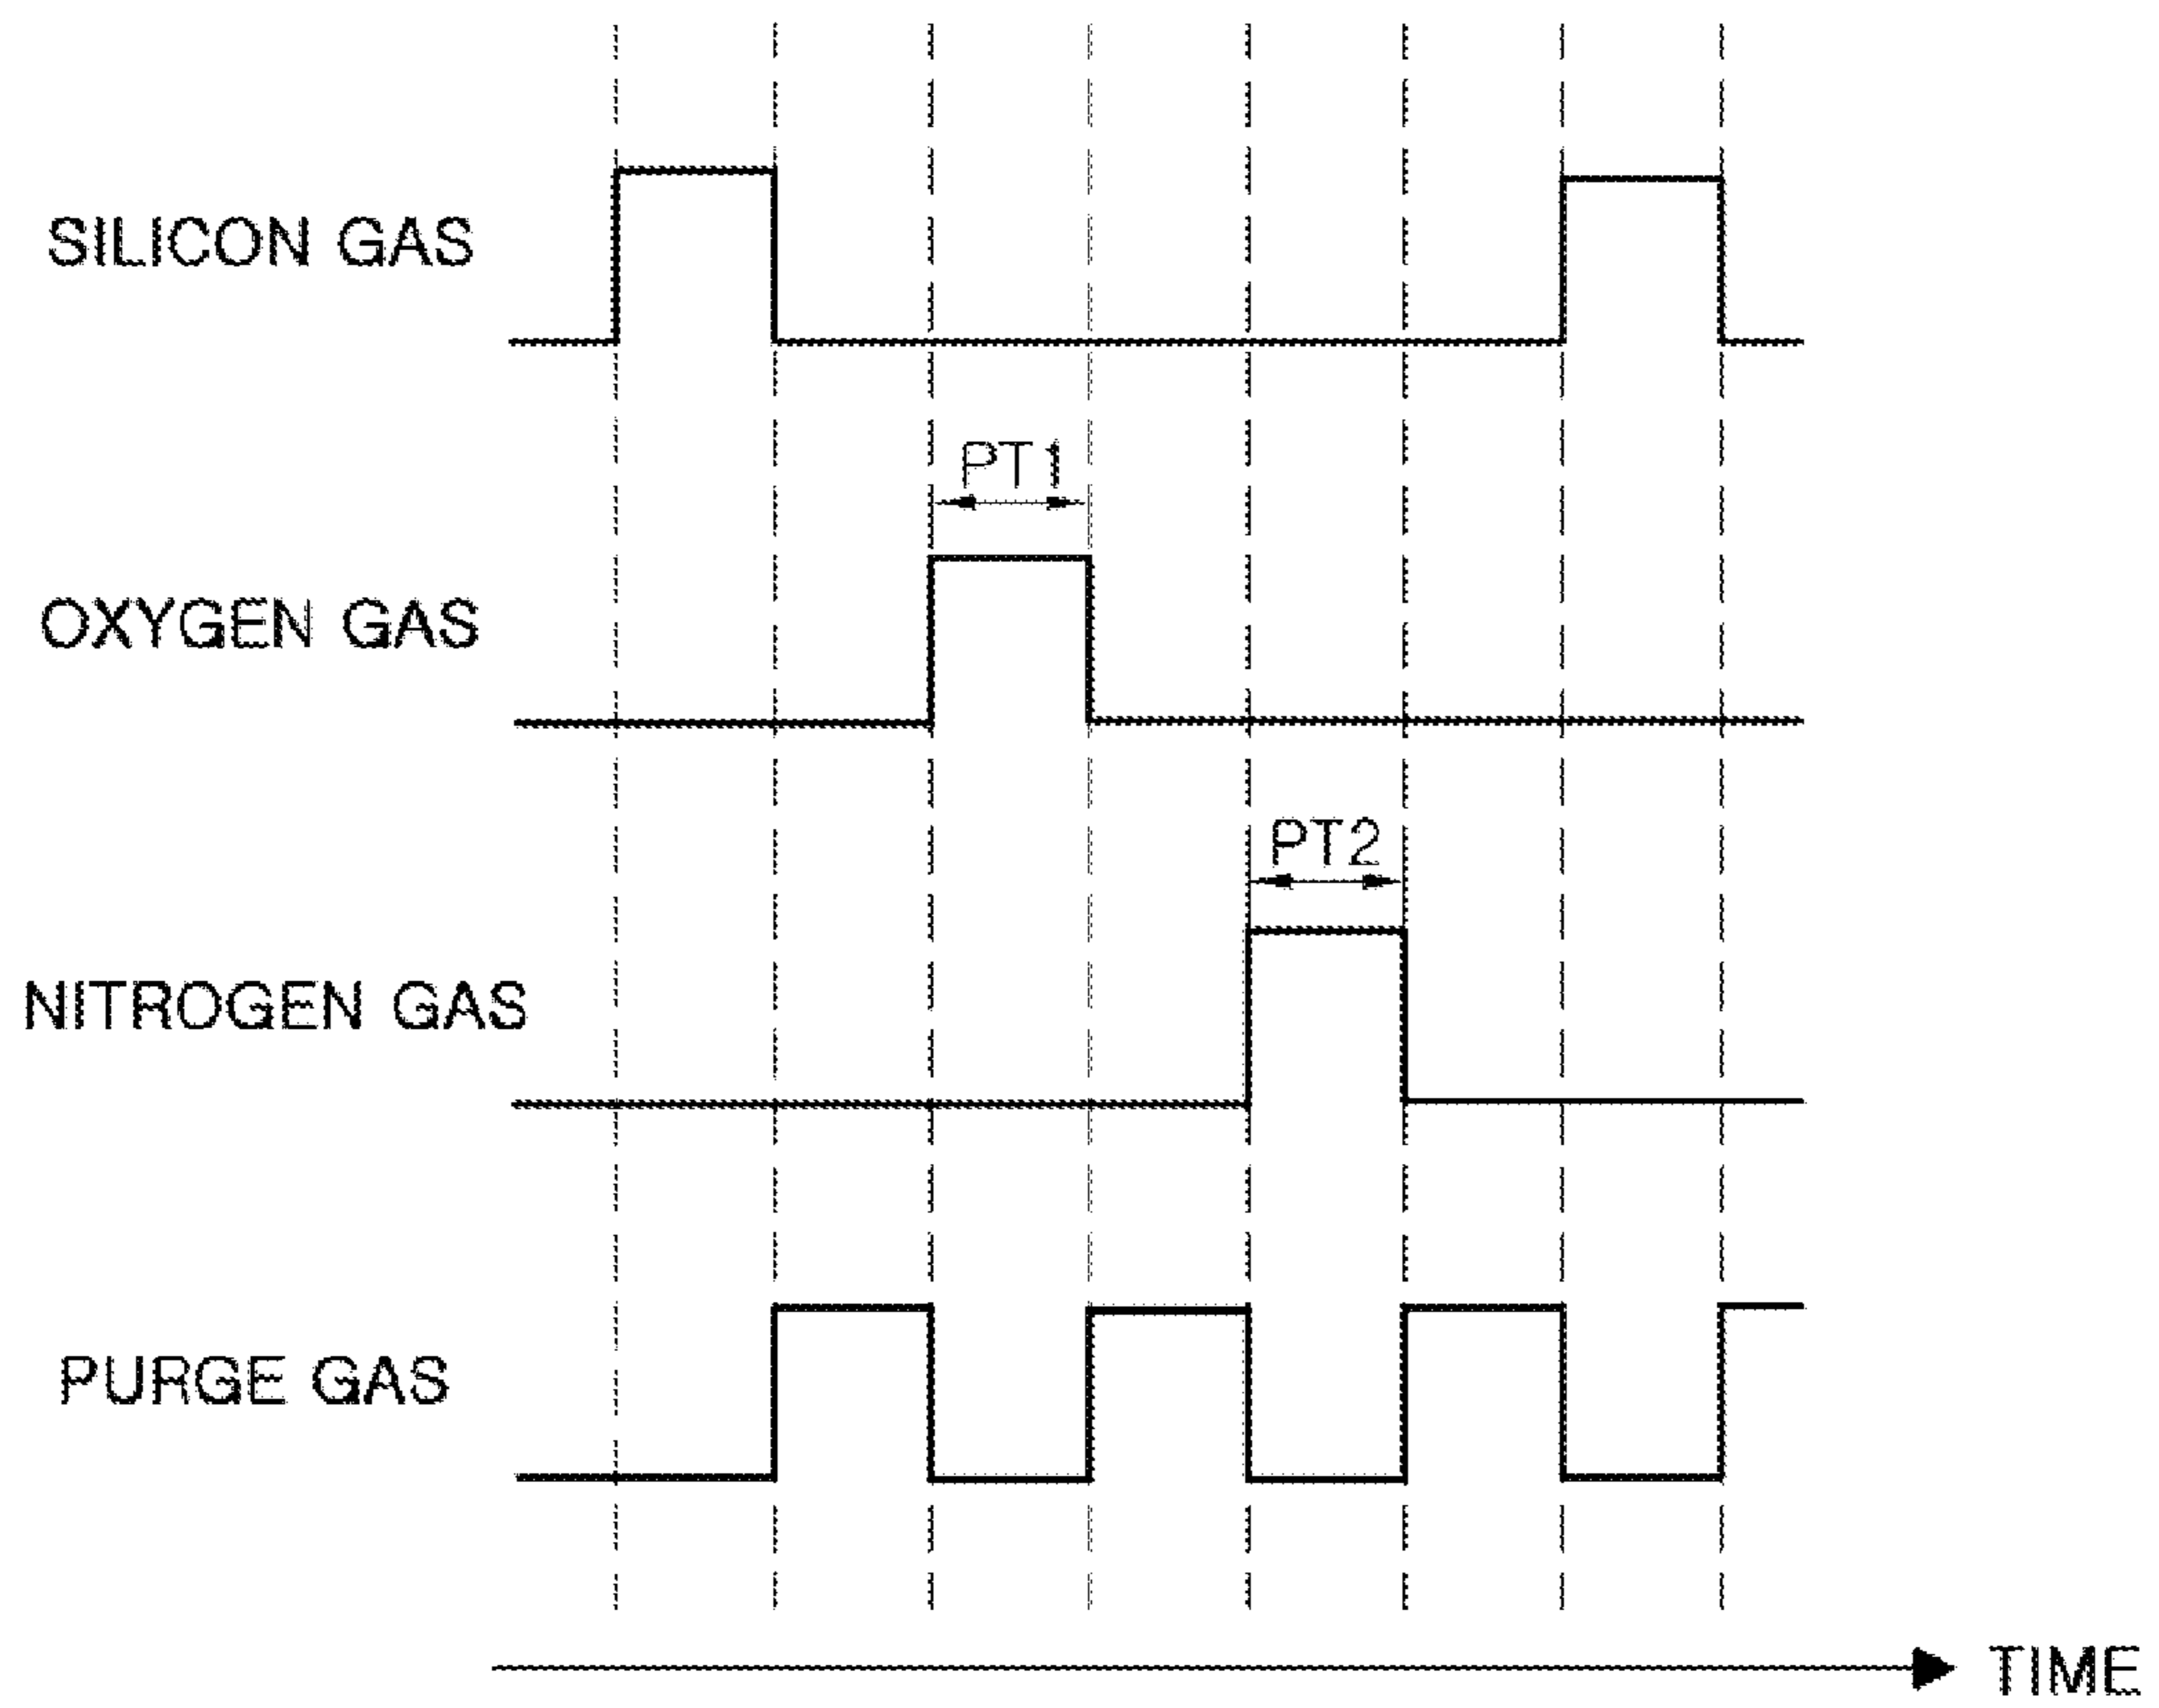 SILICON GAS
PT1
OXYGEN GAS
PT2
NITROGEN GAS
PURGE GAS
TIME